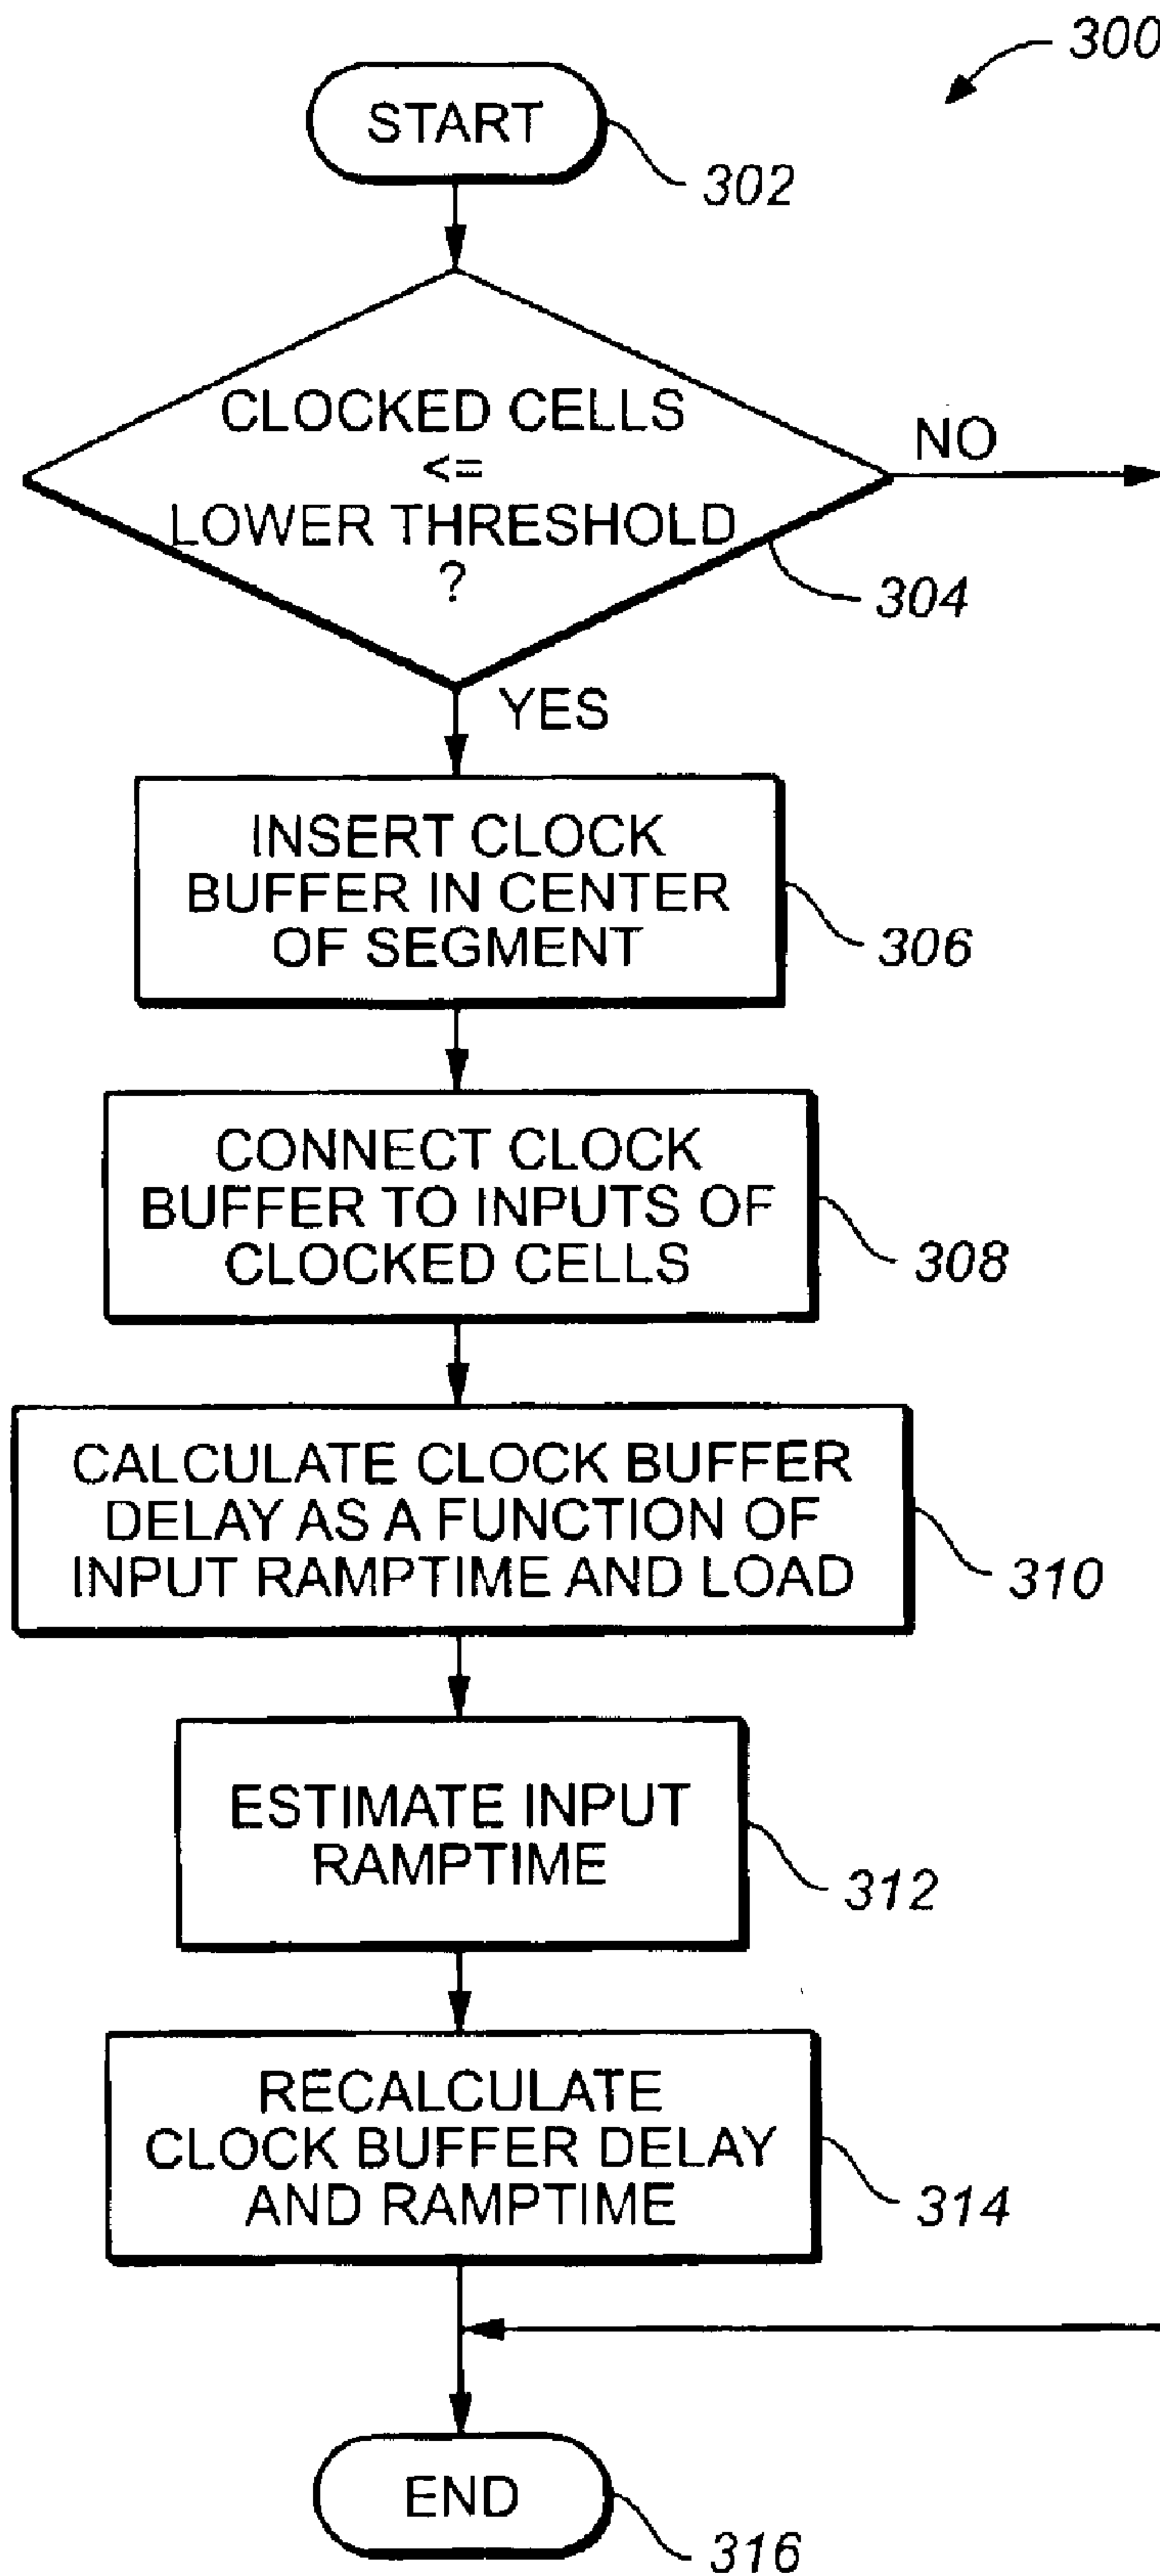 300
START
302
CLOCKED CELLS
<=
LOWER THRESHOLD
?
NO
304
YES
INSERT CLOCK
BUFFER IN CENTER
OF SEGMENT
306
CONNECT CLOCK
BUFFER TO INPUTS OF
CLOCKED CELLS
308
CALCULATE CLOCK BUFFER
DELAY AS A FUNCTION OF
INPUT RAMPTIME AND LOAD
310
ESTIMATE INPUT
RAMPTIME
312
RECALCULATE
CLOCK BUFFER DELAY
AND RAMPTIME
314
END
316